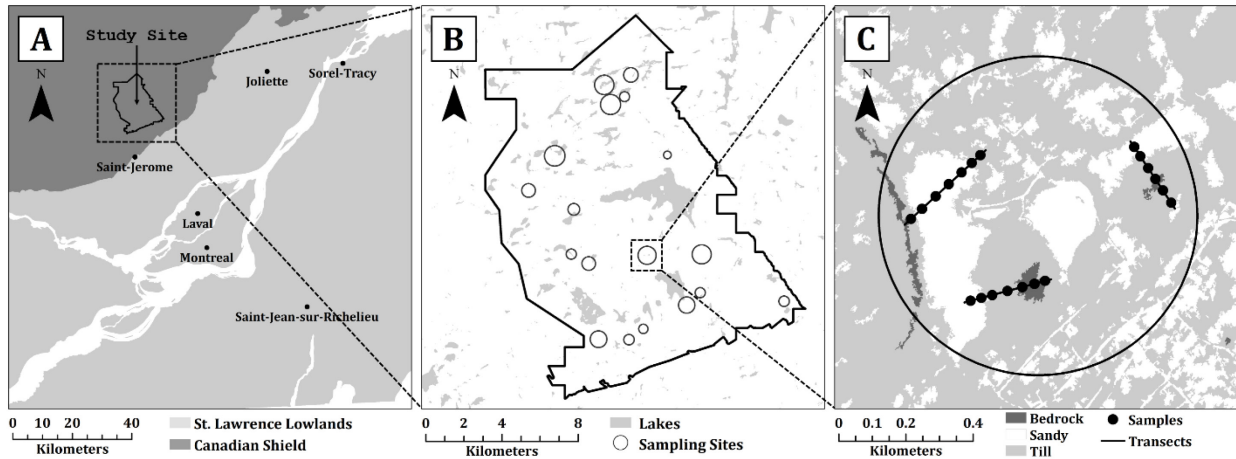 A
Study Site
N
Joliette
Sorel-Tracy
Saint-Jerome
Laval
Montreal
Saint-Jean-sur-Richelieu
0 10 20 40
Kilometers
St. Lawrence Lowlands
Canadian Shield
B
N
0 2 4 8
Kilometers
Lakes
Sampling Sites
C
N
0 0.1 0.2 0.4
Kilometers
Bedrock
Sandy
Till
Samples
Transects